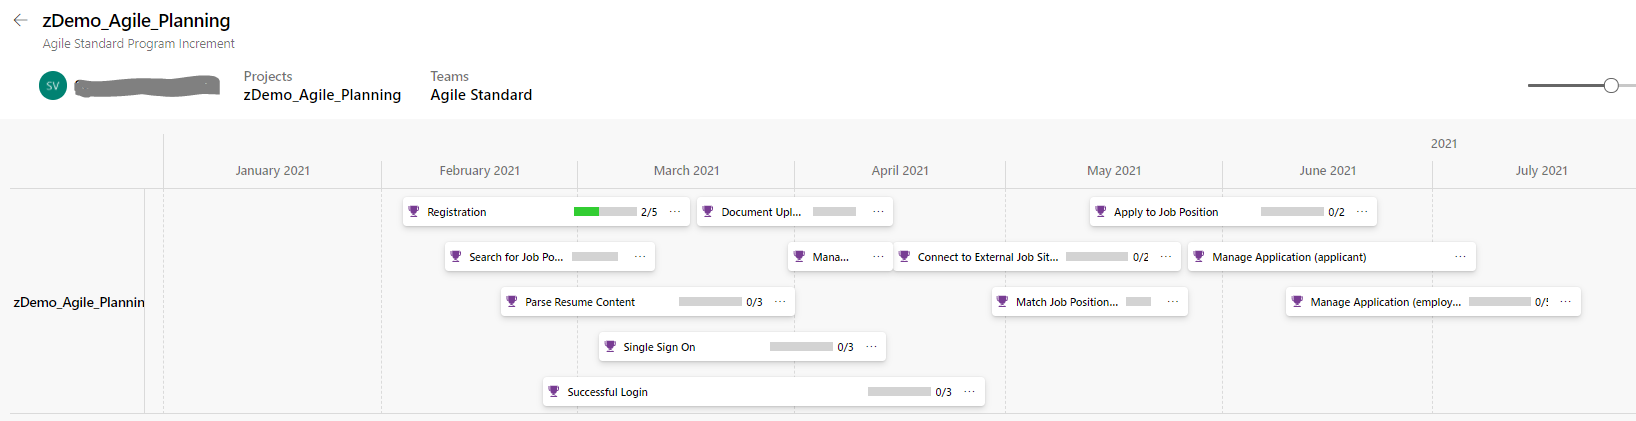 zDemo_Agile_Planning
Agile Standard Program Increment
SV
Projects
zDemo_Agile_Planning
Teams
Agile Standard
2021
January 2021
February 2021
March 2021
April 2021
May 2021
June 2021
July 2021
zDemo_Agile_Plannin
Registration 2/5 ...
Document Upl... ...
Apply to Job Position 0/2 ...
Search for Job Po... ...
Mana... ...
Connect to External Job Sit... 0/2 ...
Manage Application (applicant) ...
Parse Resume Content 0/3 ...
Match Job Position... ...
Manage Application (employ... 0/5 ...
Single Sign On 0/3 ...
Successful Login 0/3 ...